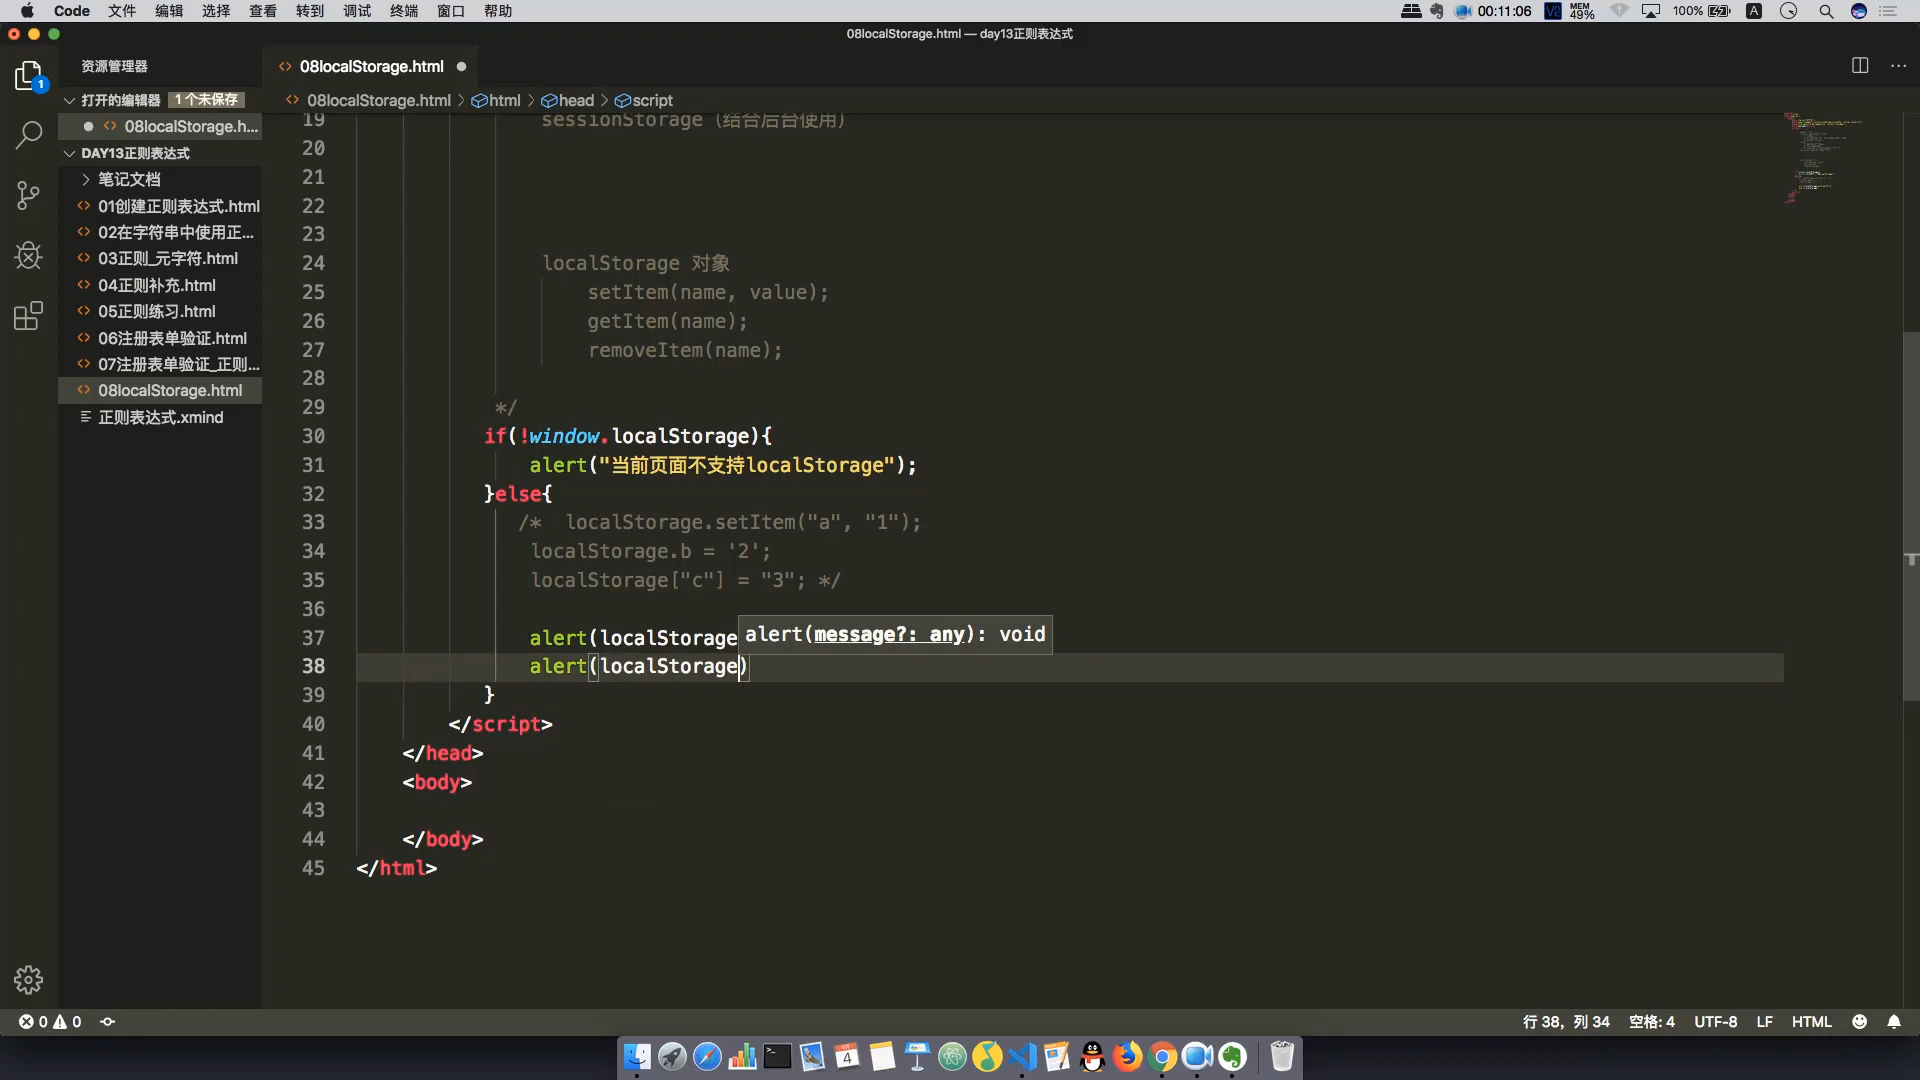 Code 文件 编辑 选择 查看 转到 调试 终端 窗口 帮助
00:11:06 MEM 49% 100% A
08localStorage.html — day13正则表达式
资源管理器
打开的编辑器 1 个未保存
08localStorage.h...
DAY13正则表达式
笔记文档
01创建正则表达式.html
02在字符串中使用正...
03正则_元字符.html
04正则补充.html
05正则练习.html
06注册表单验证.html
07注册表单验证_正则...
08localStorage.html
正则表达式.xmind
1
08localStorage.html
08localStorage.html > html > head > script
19 sessionStorage（结合后台使用）
20
21
22
23
24 localStorage 对象
25 setItem(name, value);
26 getItem(name);
27 removeItem(name);
28
29 */
30 if(!window.localStorage){
31 alert("当前页面不支持localStorage");
32 }else{
33 /*  localStorage.setItem("a", "1");
34 localStorage.b = '2';
35 localStorage["c"] = "3"; */
36
37 alert(localStorage
alert(message?: any): void
38 alert(localStorage)
39 }
40 </script>
41 </head>
42 <body>
43
44 </body>
45 </html>
0 0
行 38，列 34 空格: 4 UTF-8 LF HTML
4